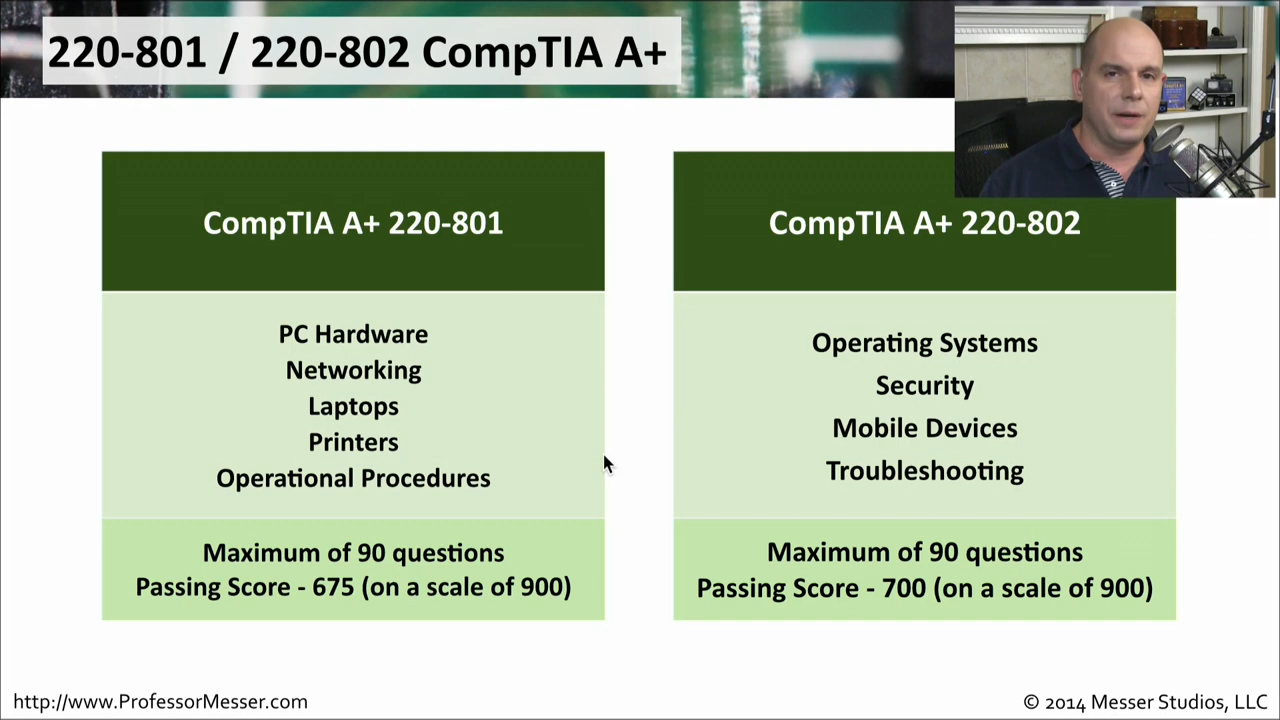 220-801 / 220-802 CompTIA A+
CompTIA A+ 220-801
PC Hardware
Networking
Laptops
Printers
Operational Procedures
Maximum of 90 questions
Passing Score - 675 (on a scale of 900)
CompTIA A+ 220-802
Operating Systems
Security
Mobile Devices
Troubleshooting
Maximum of 90 questions
Passing Score - 700 (on a scale of 900)
http://www.ProfessorMesser.com
© 2014 Messer Studios, LLC